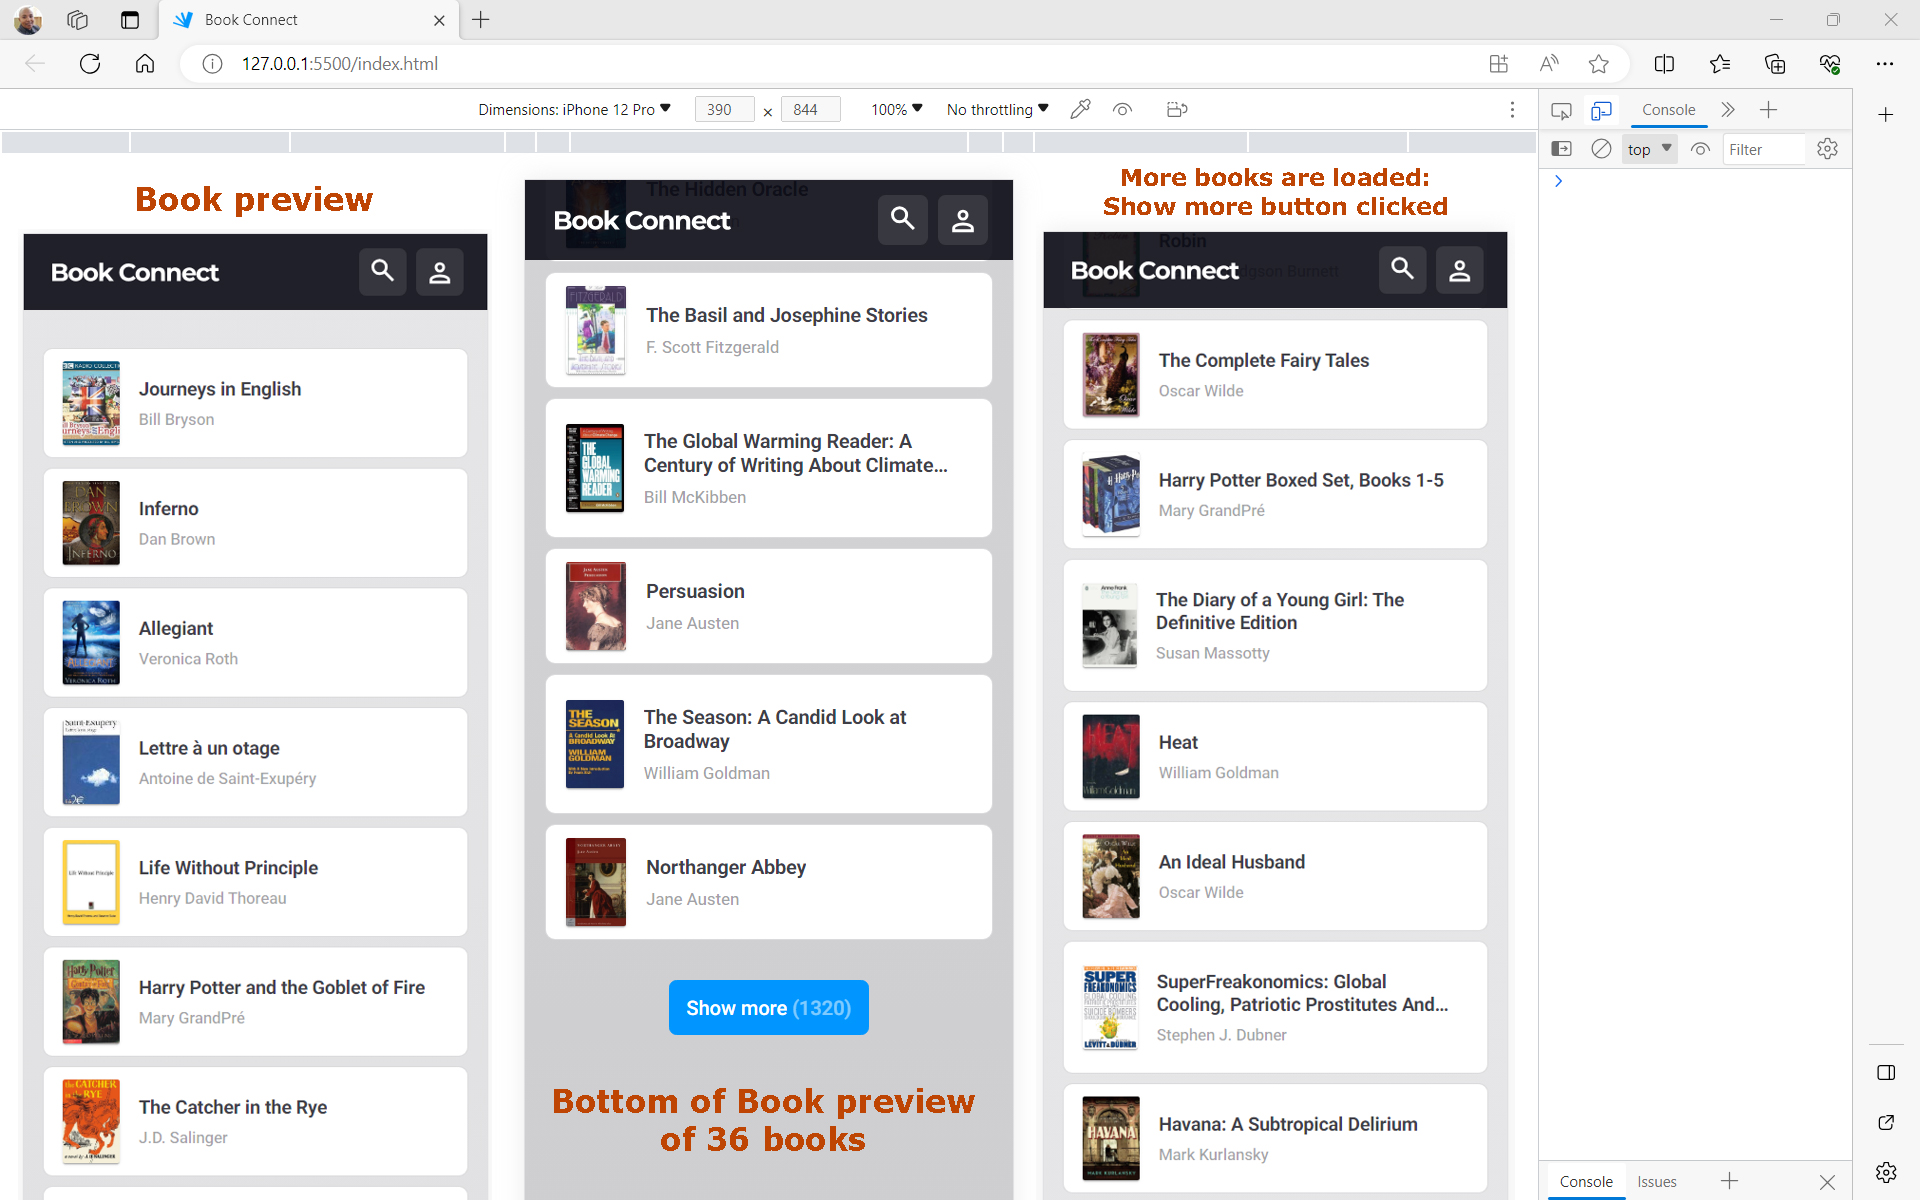 Book Connect
127.0.0.1:5500/index.html
Dimensions: iPhone 12 Pro
390
x
844
100%
No throttling
Console
top
Filter
Book preview
Book Connect
Journeys in English
Bill Bryson
Inferno
Dan Brown
Allegiant
Veronica Roth
Lettre à un otage
Antoine de Saint-Exupéry
Life Without Principle
Henry David Thoreau
Harry Potter and the Goblet of Fire
Mary GrandPré
The Catcher in the Rye
J.D. Salinger
The Hidden Oracle
Book Connect
The Basil and Josephine Stories
F. Scott Fitzgerald
The Global Warming Reader: A
Century of Writing About Climate...
Bill McKibben
Persuasion
Jane Austen
The Season: A Candid Look at
Broadway
William Goldman
Northanger Abbey
Jane Austen
Show more (1320)
Bottom of Book preview
of 36 books
More books are loaded:
Show more button clicked
Robin
Book Connect
Burnett
The Complete Fairy Tales
Oscar Wilde
Harry Potter Boxed Set, Books 1-5
Mary GrandPré
The Diary of a Young Girl: The
Definitive Edition
Susan Massotty
Heat
William Goldman
An Ideal Husband
Oscar Wilde
SuperFreakonomics: Global
Cooling, Patriotic Prostitutes And...
Stephen J. Dubner
Havana: A Subtropical Delirium
Mark Kurlansky
Console
Issues